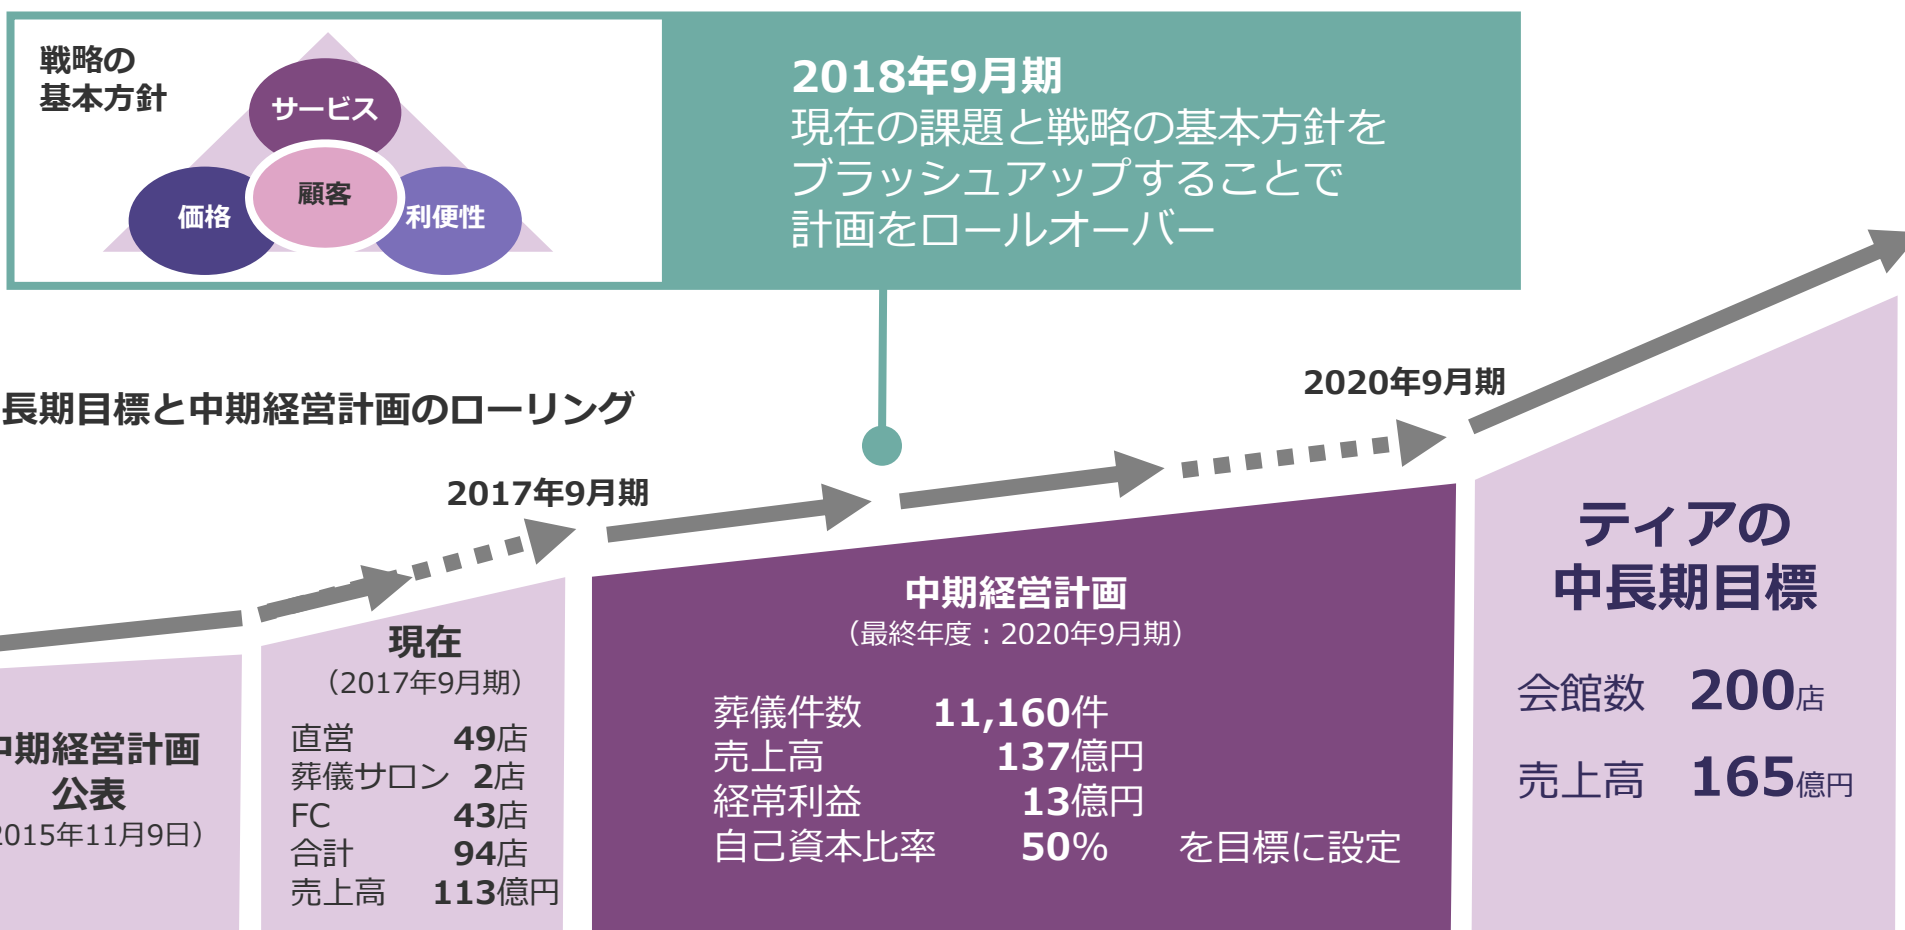 戦略の
基本方針
サービス
顧客
価格
利便性
2018年9月期
現在の課題と戦略の基本方針を
ブラッシュアップすることで
計画をロールオーバー
長期目標と中期経営計画のローリング
2017年9月期
2020年9月期
中期経営計画
公表
2015年11月9日）
現在
（2017年9月期）
直営 49店
葬儀サロン 2店
FC 43店
合計 94店
売上高 113億円
中期経営計画
（最終年度：2020年9月期）
葬儀件数 11,160件
売上高 137億円
経常利益 13億円
自己資本比率 50% を目標に設定
ティアの
中長期目標
会館数 200店
売上高 165億円